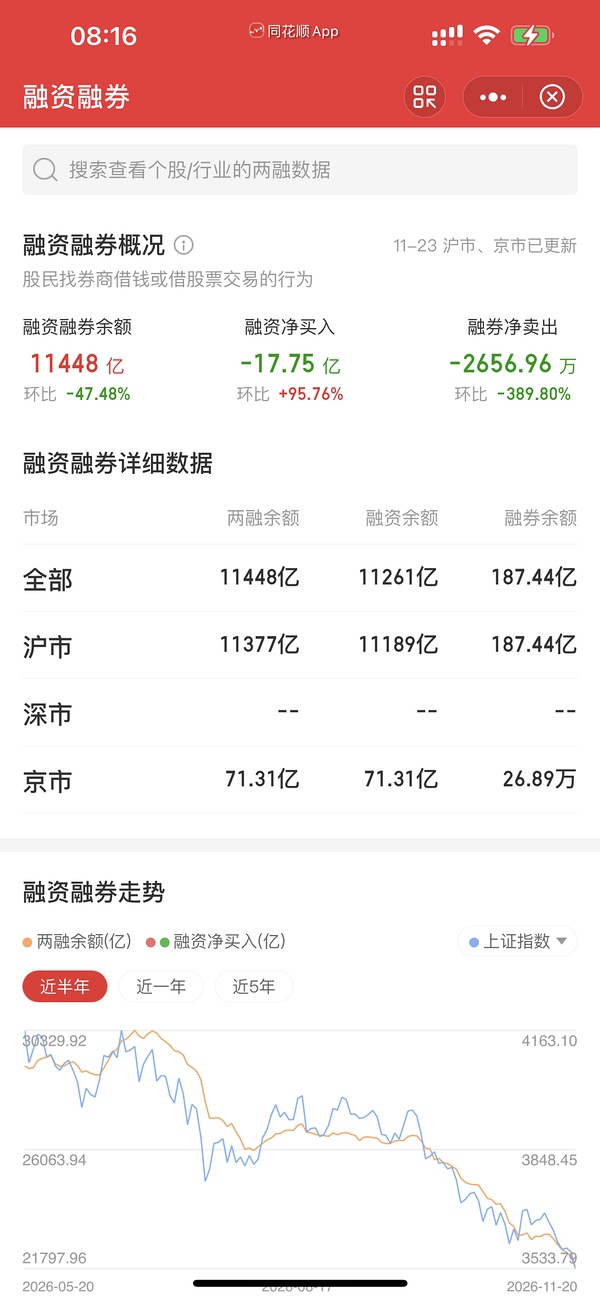 08:16
同花顺App
融资融券
搜索查看个股/行业的两融数据
融资融券概况
11-23 沪市、京市已更新
股民找券商借钱或借股票交易的行为
融资融券余额 融资净买入 融券净卖出
11448 亿 -17.75 亿 -2656.96 万
环比 -47.48% 环比 +95.76% 环比 -389.80%
融资融券详细数据
市场 两融余额 融资余额 融券余额
全部 11448亿 11261亿 187.44亿
沪市 11377亿 11189亿 187.44亿
深市 -- -- --
京市 71.31亿 71.31亿 26.89万
融资融券走势
两融余额(亿) 融资净买入(亿) 上证指数
近半年 近一年 近5年
30329.92 4163.10
26063.94 3848.45
21797.96 3533.79
2026-05-20 2026-11-20